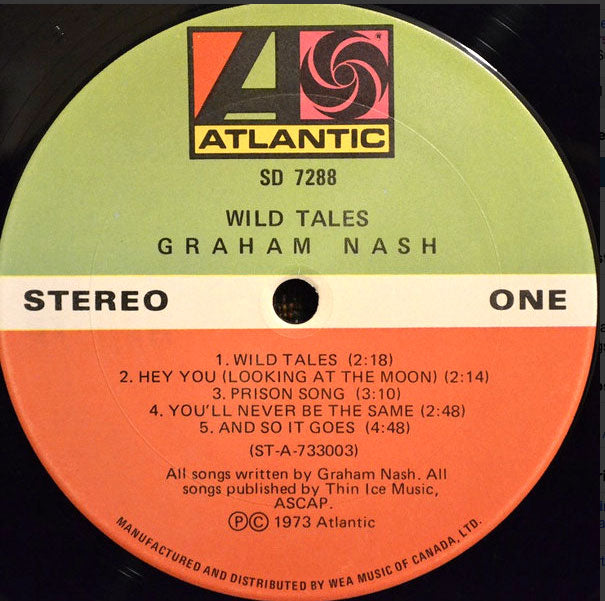 ATLANTIC
SD 7288
WILD TALES
GRAHAM NASH
STEREO ONE
1. WILD TALES (2:18)
2. HEY YOU (LOOKING AT THE MOON) (2:14)
3. PRISON SONG (3:10)
4. YOU'LL NEVER BE THE SAME (2:48)
5. AND SO IT GOES (4:48)
(ST-A-733003)
All songs written by Graham Nash. All
songs published by Thin Ice Music,
ASCAP.
ⓅⒸ 1973 Atlantic
MANUFACTURED AND DISTRIBUTED BY WEA MUSIC OF CANADA, LTD.